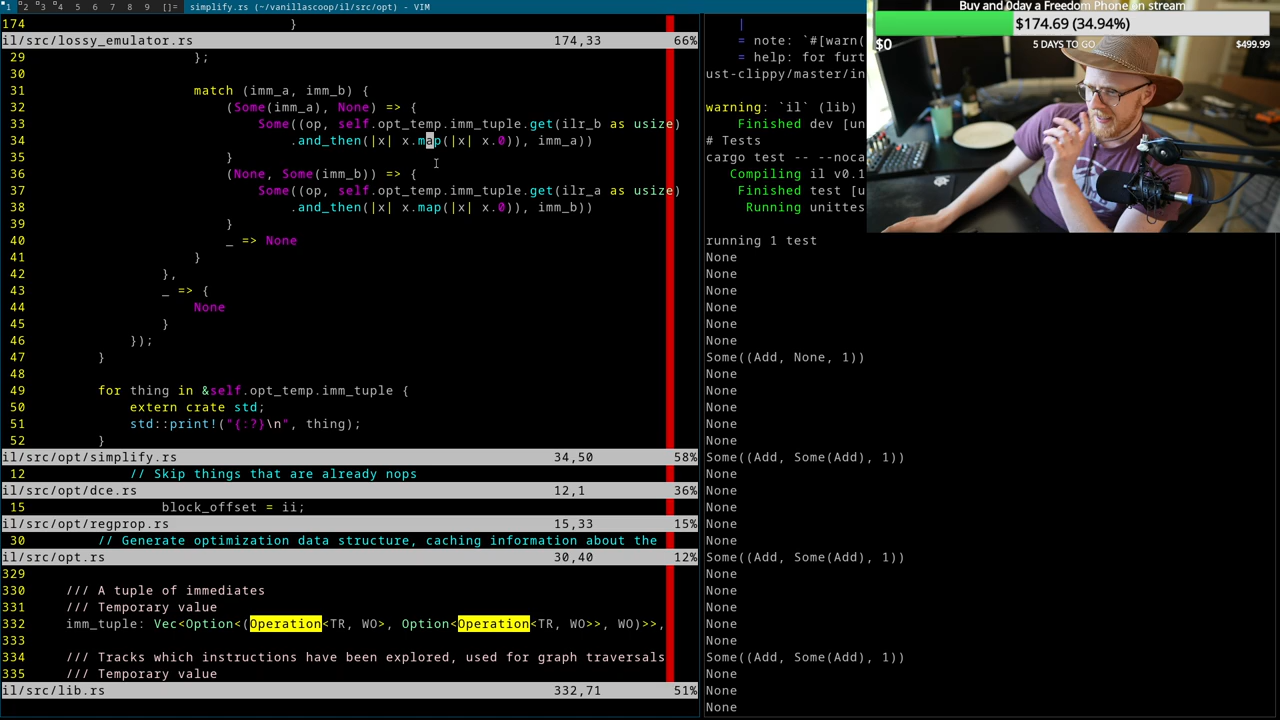 1 2 3 4 5 6 7 8 9 []= simplify.rs (~/vanillascoop/il/src/opt) - VIM
174 }
il/src/lossy_emulator.rs 174,33 66%
29 };
30
31 match (imm_a, imm_b) {
32 (Some(imm_a), None) => {
33 Some((op, self.opt_temp.imm_tuple.get(ilr_b as usize)
34 .and_then(|x| x.map(|x| x.0)), imm_a))
35 }
36 (None, Some(imm_b)) => {
37 Some((op, self.opt_temp.imm_tuple.get(ilr_a as usize)
38 .and_then(|x| x.map(|x| x.0)), imm_b))
39 }
40 _ => None
41 }
42 },
43 _ => {
44 None
45 }
46 });
47 }
48
49 for thing in &self.opt_temp.imm_tuple {
50 extern crate std;
51 std::print!("{:?}\n", thing);
52 }
il/src/opt/simplify.rs 34,50 58%
12 // Skip things that are already nops
il/src/opt/dce.rs 12,1 36%
15 block_offset = ii;
il/src/opt/regprop.rs 15,33 15%
30 // Generate optimization data structure, caching information about the
il/src/opt.rs 30,40 12%
329
330 /// A tuple of immediates
331 /// Temporary value
332 imm_tuple: Vec<Option<(Operation<TR, WO>, Option<Operation<TR, WO>>, WO)>>,
333
334 /// Tracks which instructions have been explored, used for graph traversals
335 /// Temporary value
il/src/lib.rs 332,71 51%
|
= note: `#[warn(
= help: for furt
ust-clippy/master/in
warning: `il` (lib)
Finished dev [un
# Tests
cargo test -- --noca
Compiling il v0.1
Finished test [u
Running unittes
running 1 test
None
None
None
None
None
None
Some((Add, None, 1))
None
None
None
None
None
Some((Add, Some(Add), 1))
None
None
None
None
None
Some((Add, Some(Add), 1))
None
None
None
None
None
Some((Add, Some(Add), 1))
None
None
None
Buy and 0day a Freedom Phone on stream
$174.69 (34.94%)
$0 5 DAYS TO GO $499.99